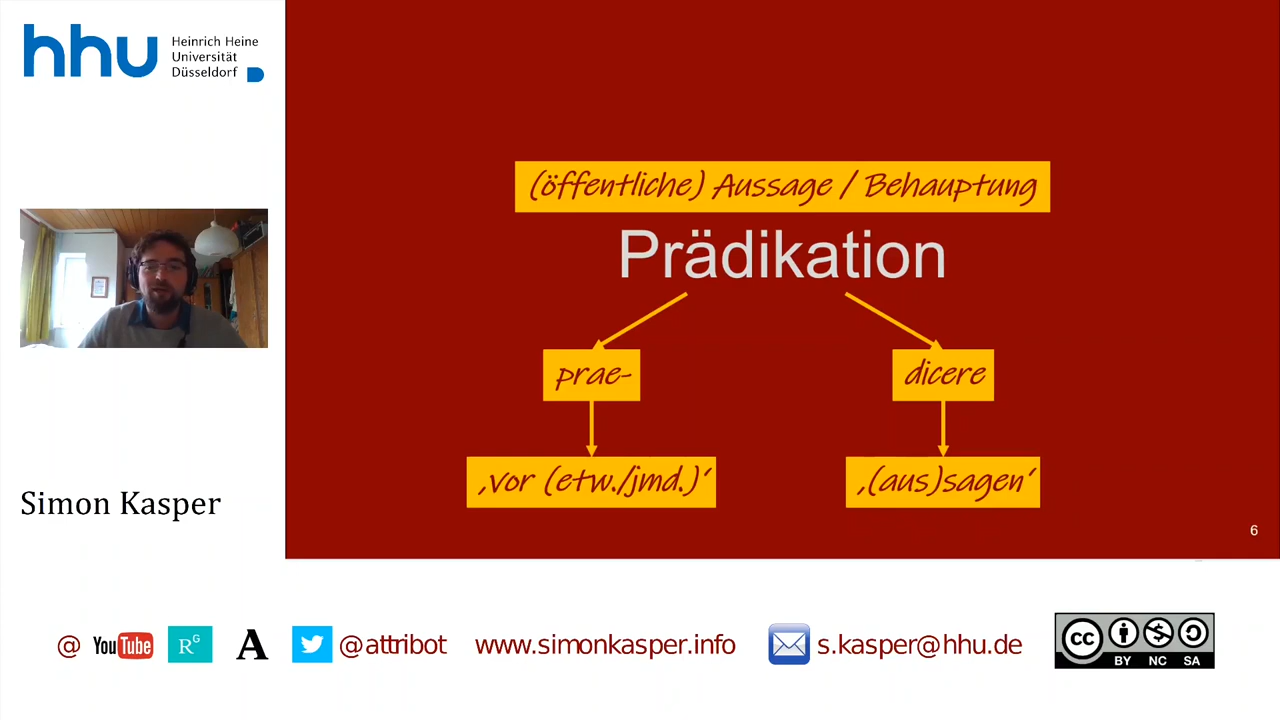 hhu Heinrich Heine
Universität
Düsseldorf
(öffentliche) Aussage / Behauptung
Prädikation
prae-
dicere
‚vor (etw./jmd.)‘
‚(aus)sagen‘
Simon Kasper
6
@ YouTube RG A @attribot www.simonkasper.info s.kasper@hhu.de
cc BY NC SA